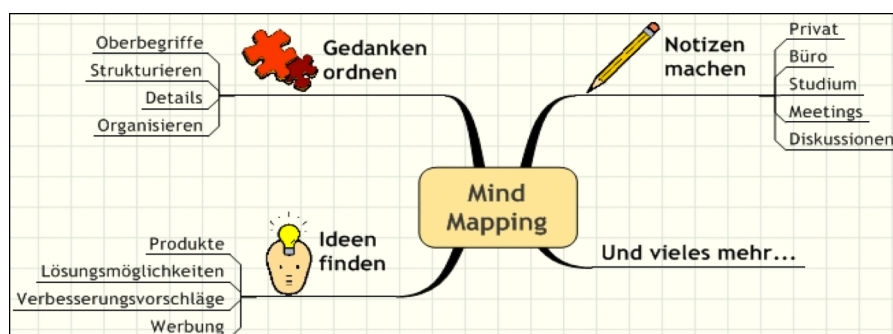 Oberbegriffe
Strukturieren
Details
Organisieren
Gedanken
ordnen
Notizen
machen
Privat
Büro
Studium
Meetings
Diskussionen
Mind
Mapping
Produkte
Lösungsmöglichkeiten
Verbesserungsvorschläge
Werbung
Ideen
finden
Und vieles mehr...